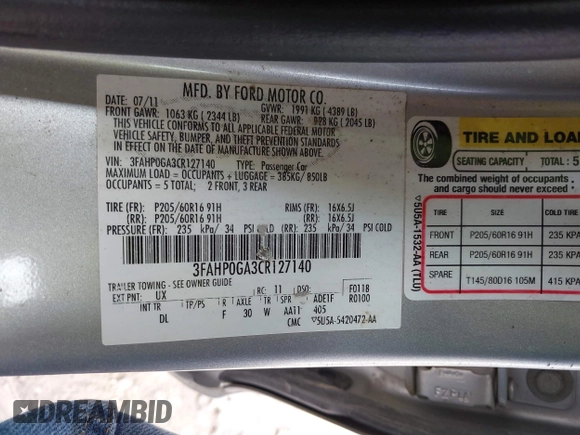 MFD. BY FORD MOTOR CO.
DATE: 07/11 GVWR: 1991 KG ( 4389 LB)
FRONT GAWR: 1063 KG ( 2344 LB) REAR GAWR: 928 KG ( 2045 LB)
THIS VEHICLE CONFORMS TO ALL APPLICABLE FEDERAL MOTOR
VEHICLE SAFETY, BUMPER, AND THEFT PREVENTION STANDARDS
IN EFFECT ON THE DATE OF MANUFACTURE SHOWN ABOVE.
VIN: 3FAHP0GA3CR127140 TYPE: Passenger Car
MAXIMUM LOAD = OCCUPANTS + LUGGAGE = 385KG/ 850LB
OCCUPANTS = 5 TOTAL: 2 FRONT, 3 REAR
TIRE (FR): P205/60R16 91H RIMS (FR): 16X6.5J
(RR): P205/60R16 91H (RR): 16X6.5J
PRESSURE (FR): 235 kPa/ 34 PSI COLD (RR): 235 kPa/ 34 PSI COLD
3FAHP0GA3CR127140
TRAILER TOWING - SEE OWNER GUIDE
EXT PNT: UX RC: 11 DSO: F0118
R0100
INT TR TP/PS R AXLE TR SPR ADE1F
DL F 30 W AA11 405
CMC 5U5A-5420472-AA
TIRE AND LOA
SEATING CAPACITY TOTAL : 5
The combined weight of occupants
and cargo should never exceed
TIRE SIZE COLD TIRE
FRONT P205/60R16 91H 235 KPA
REAR P205/60R16 91H 235 KPA
SPARE T145/80D16 105M 415 KPA
5U5A-1532-AA (TLU)
DREAMBID